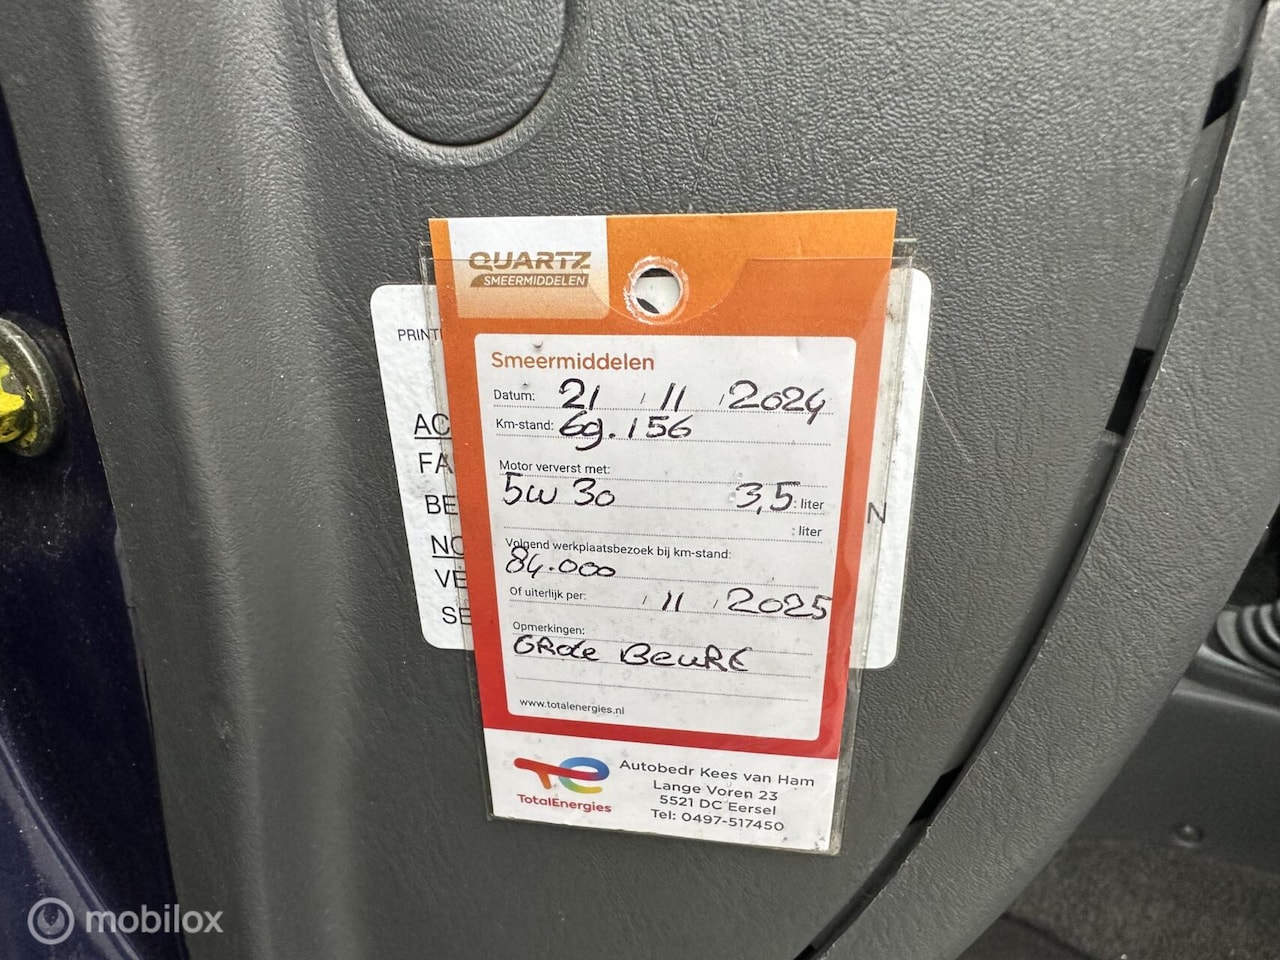 QUARTZ
SMEERMIDDELEN
PRINT
Smeermiddelen
Datum: 21 / 11 / 2024
Km-stand: 69.156
Motor ververst met:
5W30 3,5 : liter
: liter
Volgend werkplaatsbezoek bij km-stand:
84.000
Of uiterlijk per: / 11 / 2025
Opmerkingen:
GROTE BEURT
www.totalenergies.nl
AC
FA
BE
N
NO
VE
SE
TotalEnergies
Autobedr Kees van Ham
Lange Voren 23
5521 DC Eersel
Tel: 0497-517450
mobilox